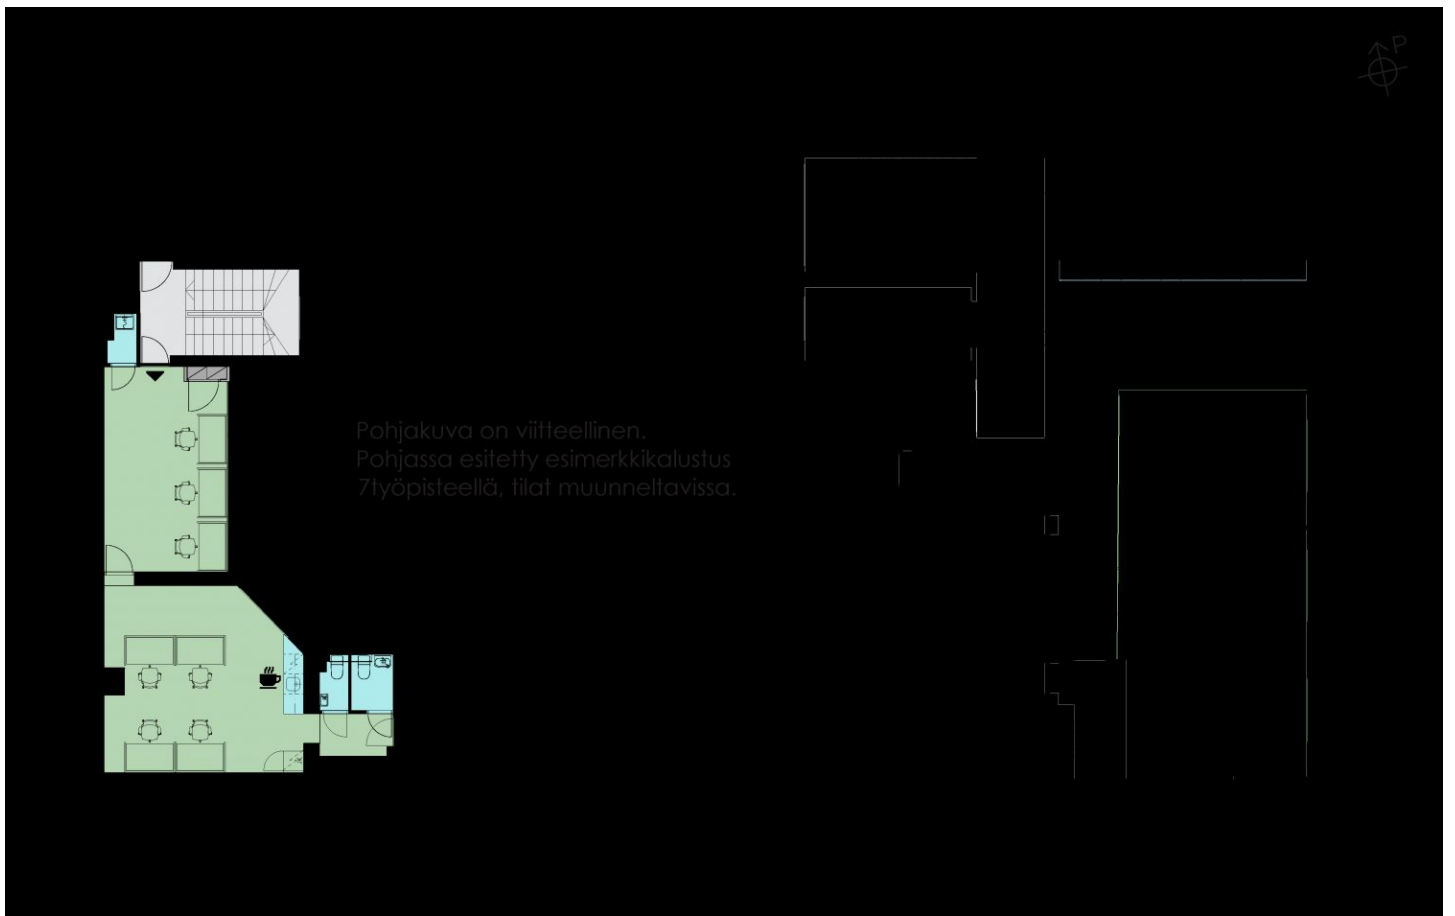 P
Pohjakuva on viitteellinen.
Pohjassa esitetty esimerkkikalustus
7työpisteellä, tilat muunneltavissa.